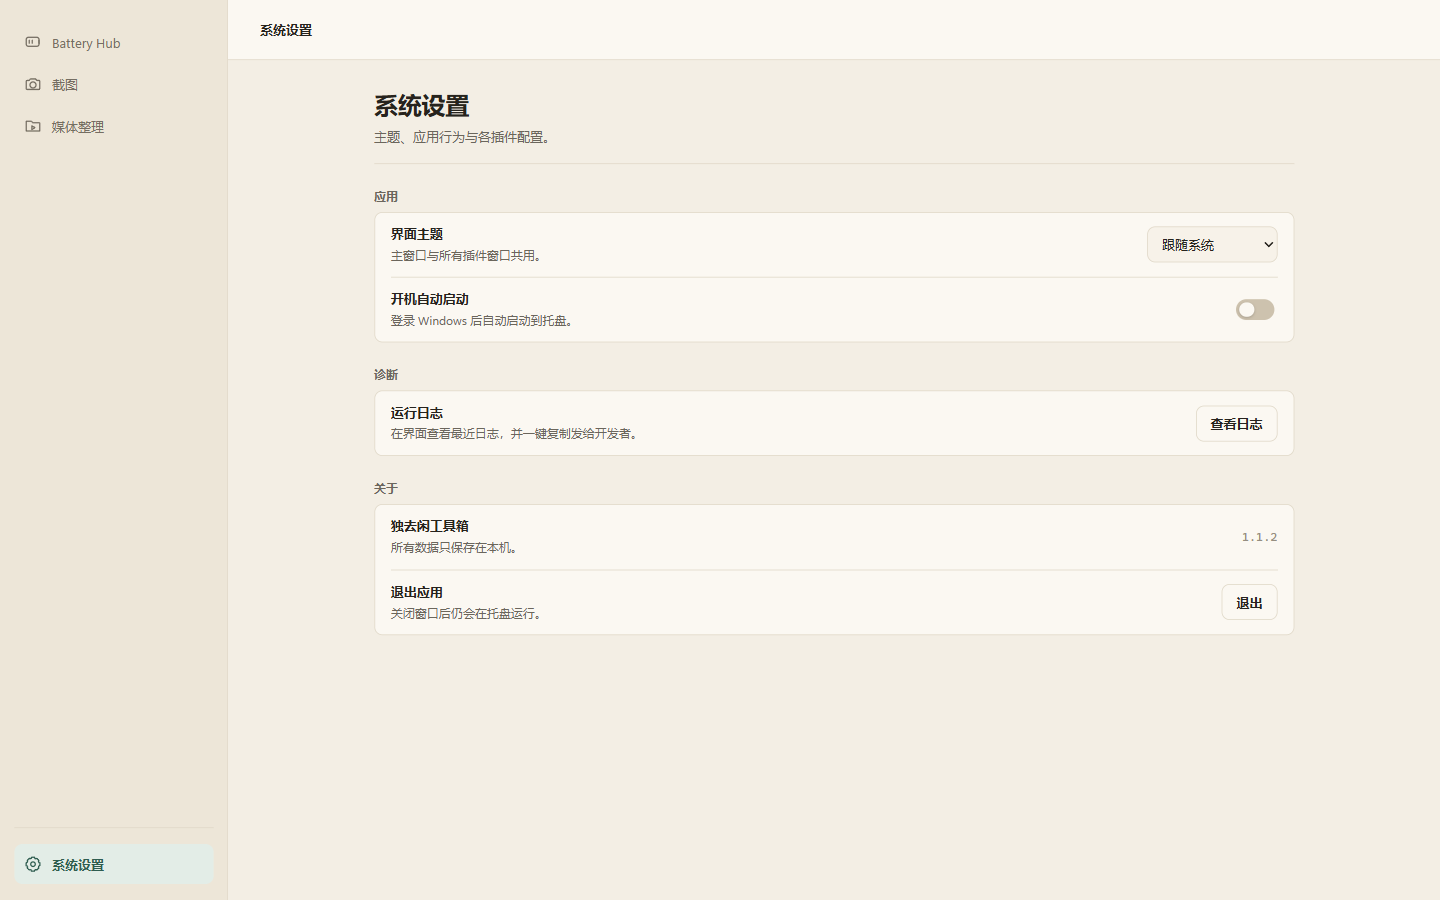 Battery Hub
截图
媒体整理
系统设置
系统设置
系统设置
主题、应用行为与各插件配置。
应用
界面主题
主窗口与所有插件窗口共用。
跟随系统
开机自动启动
登录 Windows 后自动启动到托盘。
诊断
运行日志
在界面查看最近日志，并一键复制发给开发者。
查看日志
关于
独去闲工具箱
所有数据只保存在本机。
1.1.2
退出应用
关闭窗口后仍会在托盘运行。
退出